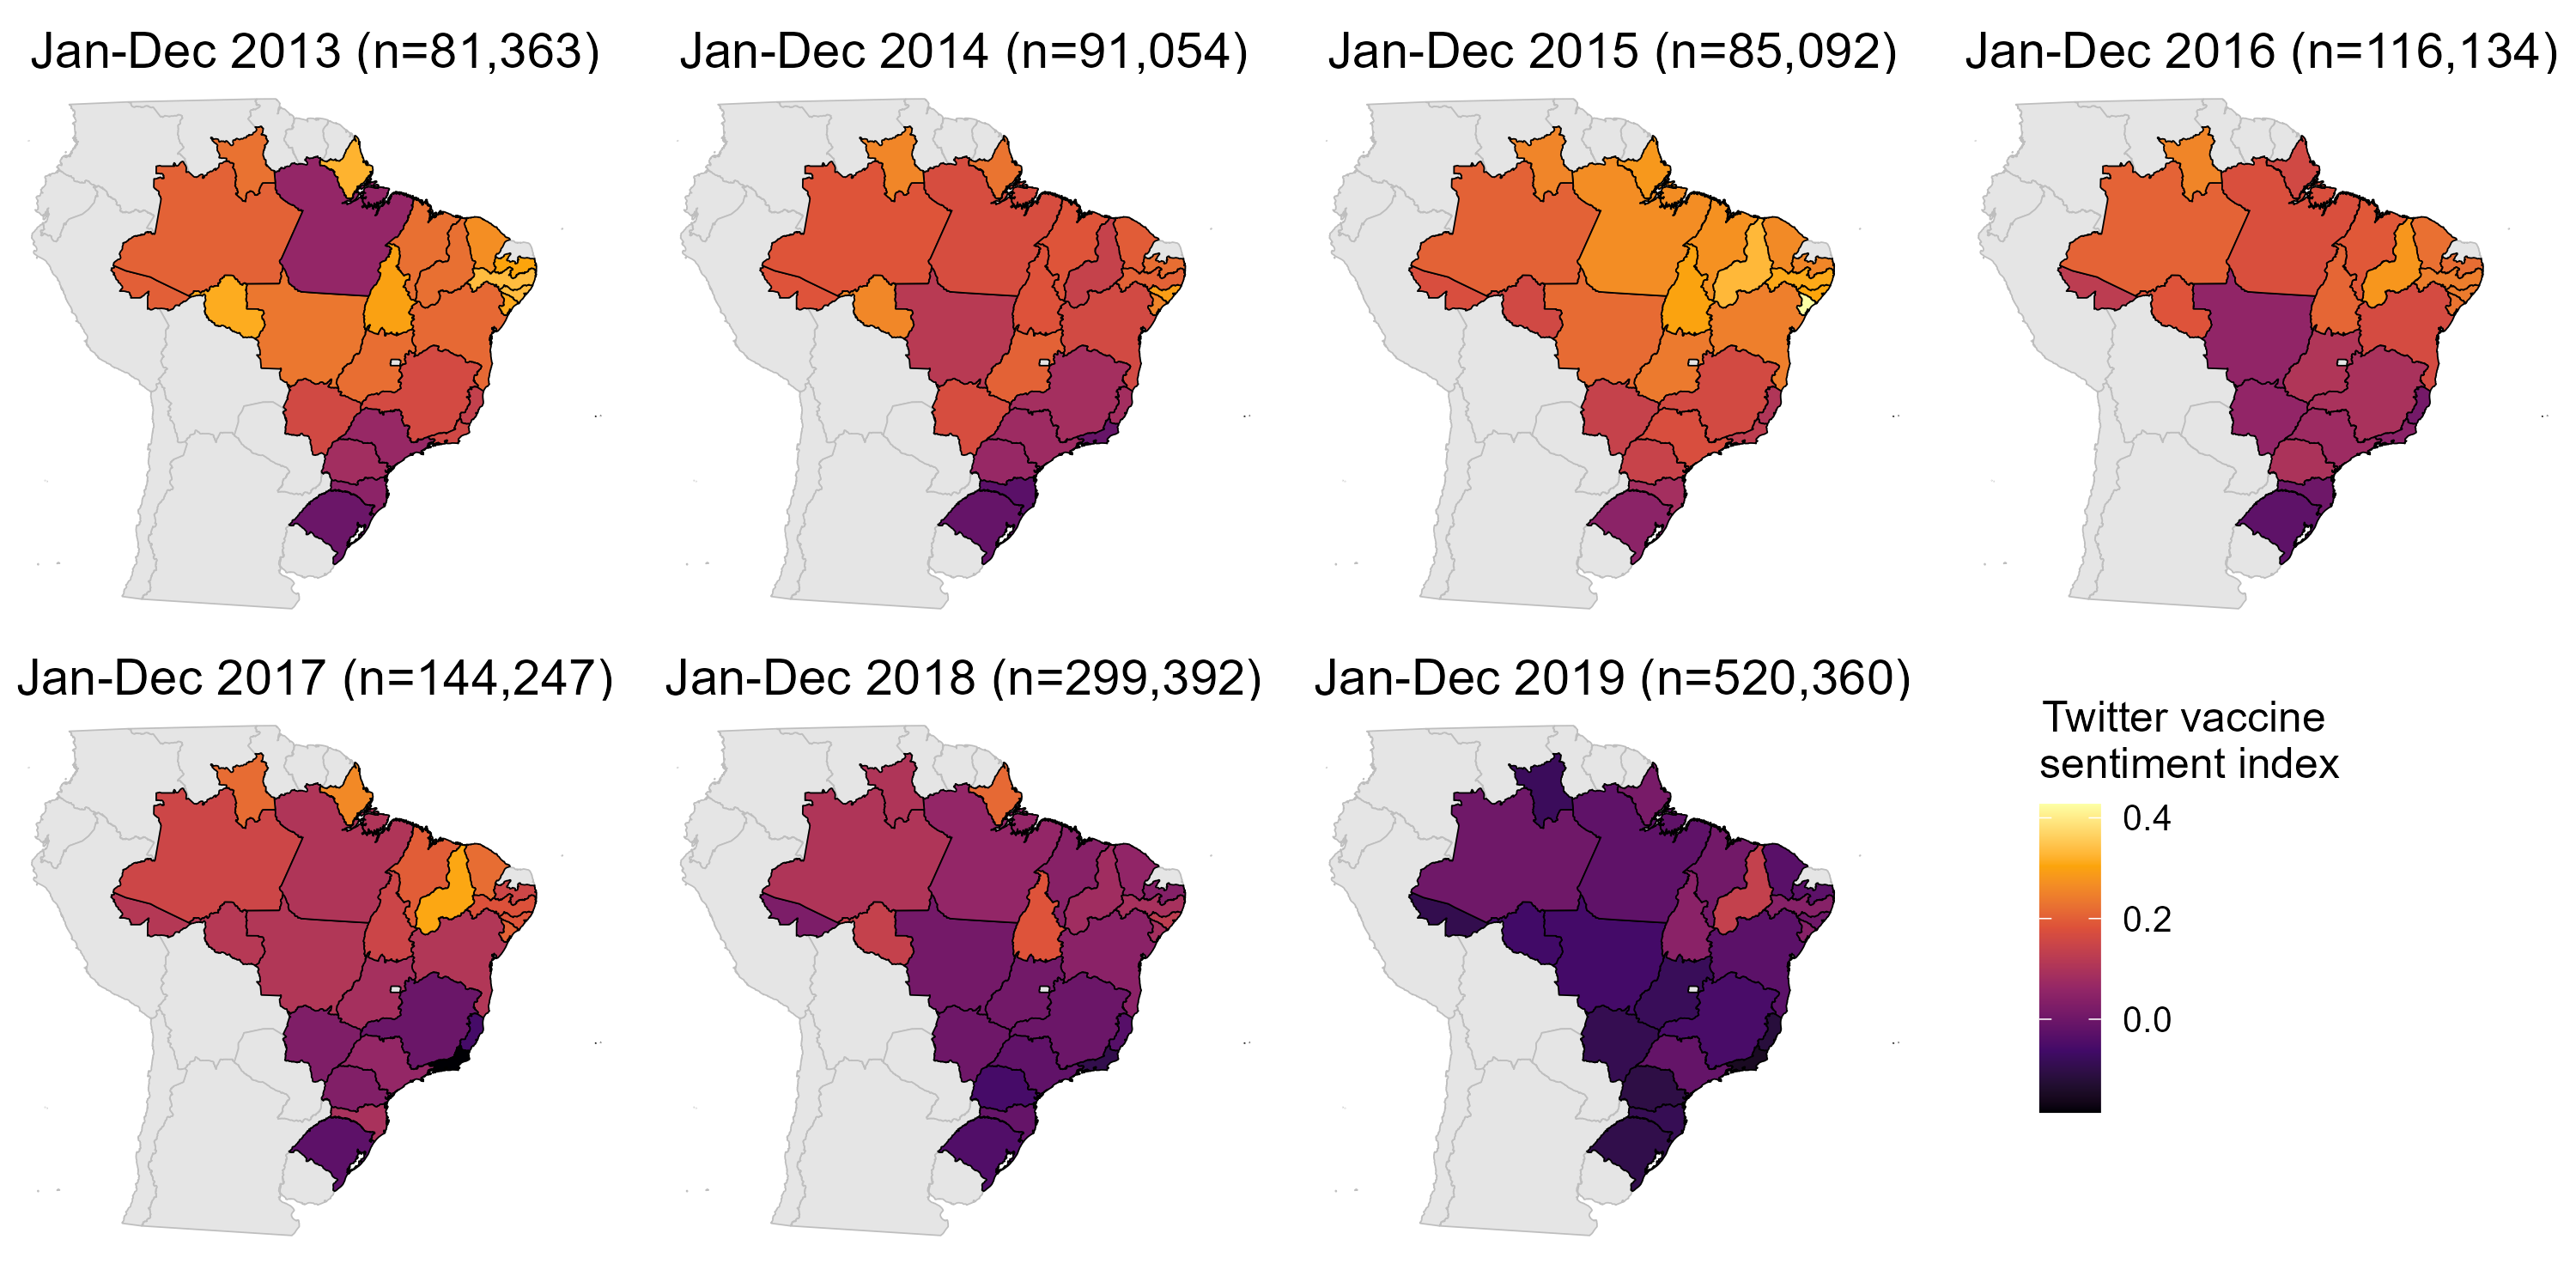 Jan-Dec 2013 (n=81,363)
Jan-Dec 2014 (n=91,054)
Jan-Dec 2015 (n=85,092)
Jan-Dec 2016 (n=116,134)
Jan-Dec 2017 (n=144,247)
Jan-Dec 2018 (n=299,392)
Jan-Dec 2019 (n=520,360)
Twitter vaccine
sentiment index
0.4
0.2
0.0